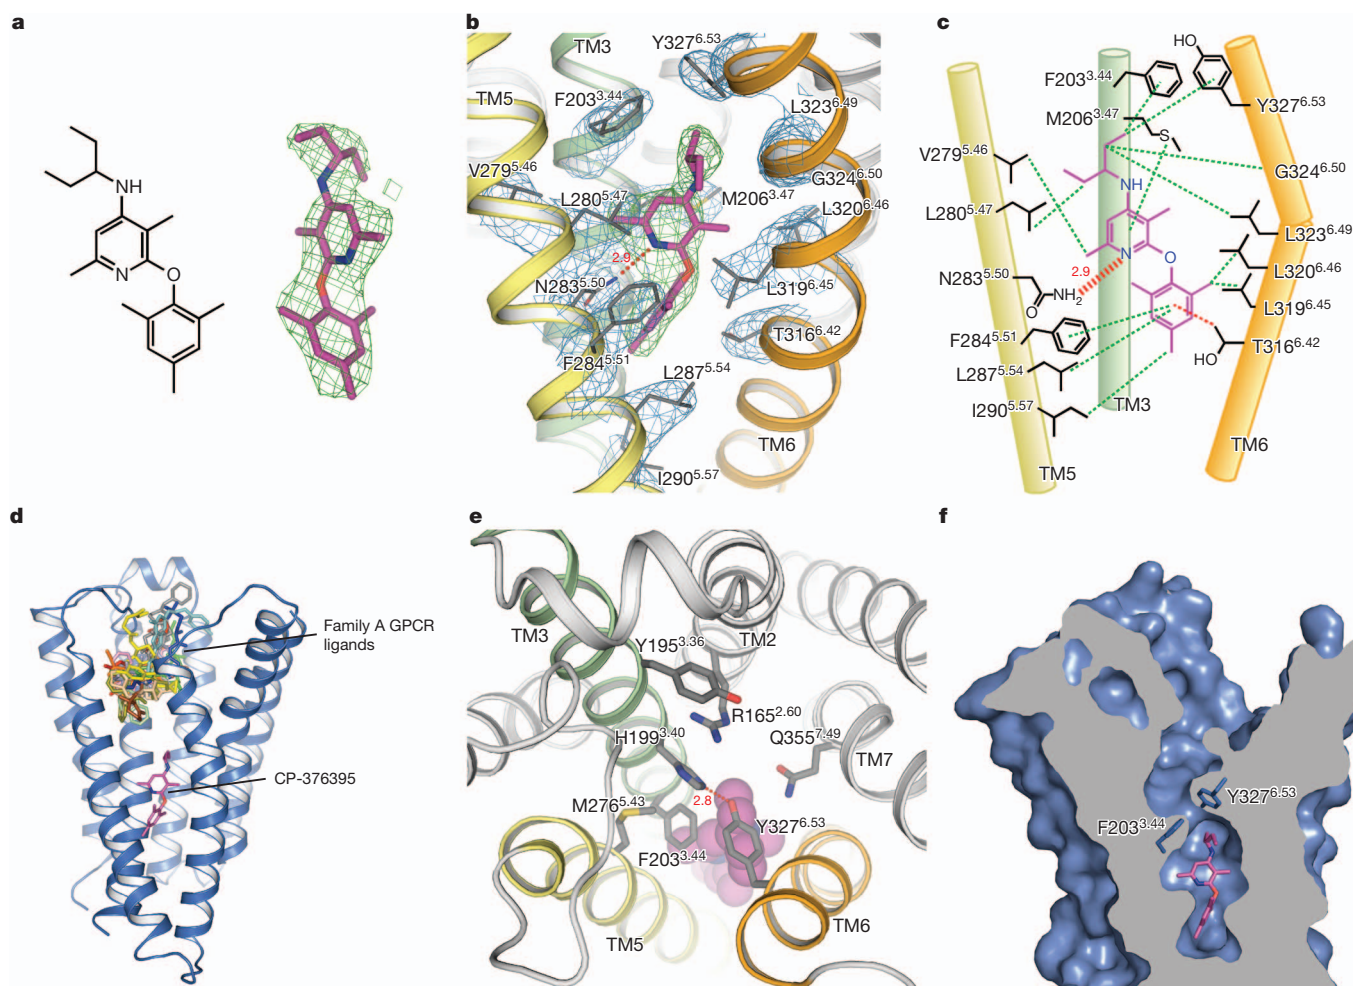 a
NH
N
O
b
TM3
Y327^6.53
F203^3.44
TM5
L323^6.49
V279^5.46
G324^6.50
L280^5.47
M206^3.47
L320^6.46
2.9
N283^5.50
L319^6.45
T316^6.42
F284^5.51
L287^5.54
TM6
I290^5.57
c
HO
F203^3.44
Y327^6.53
M206^3.47
S
V279^5.46
G324^6.50
NH
L280^5.47
L323^6.49
L320^6.46
N283^5.50
2.9
N
O
NH2
L319^6.45
O
F284^5.51
T316^6.42
HO
L287^5.54
I290^5.57
TM3
TM6
TM5
d
Family A GPCR
ligands
CP-376395
e
TM3
TM2
Y195^3.36
R165^2.60
H199^3.40
Q355^7.49
TM7
M276^5.43
2.8
Y327^6.53
F203^3.44
TM5
TM6
f
Y327^6.53
F203^3.44